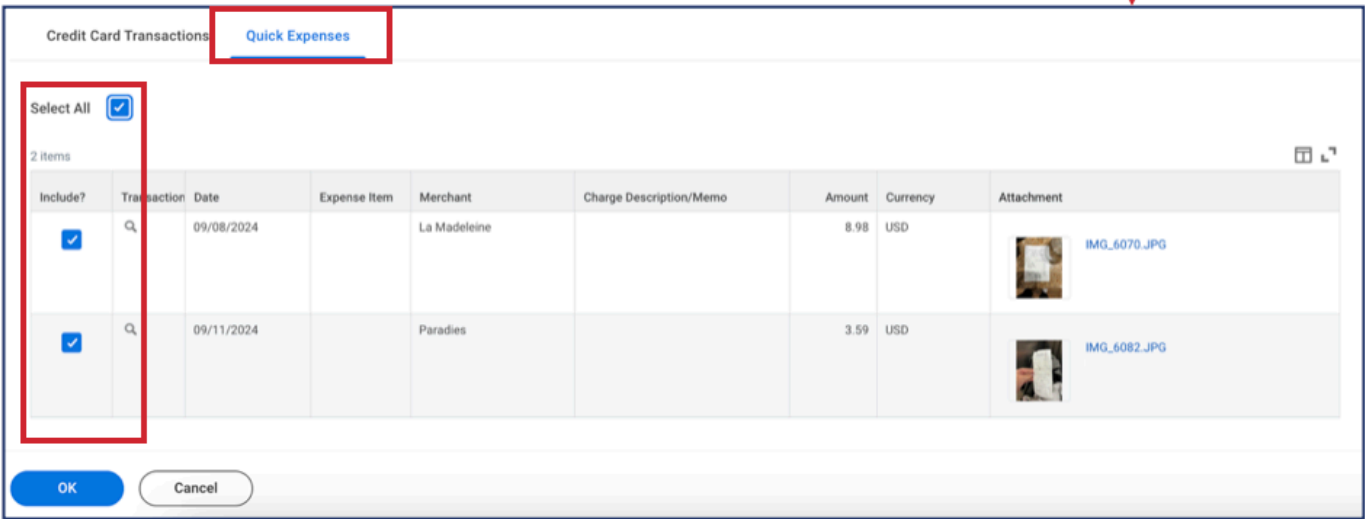 Credit Card Transactions Quick Expenses
Select All
2 items
Include? Transaction Date Expense Item Merchant Charge Description/Memo Amount Currency Attachment
09/08/2024 La Madeleine 8.98 USD IMG_6070.JPG
09/11/2024 Paradies 3.59 USD IMG_6082.JPG
OK Cancel